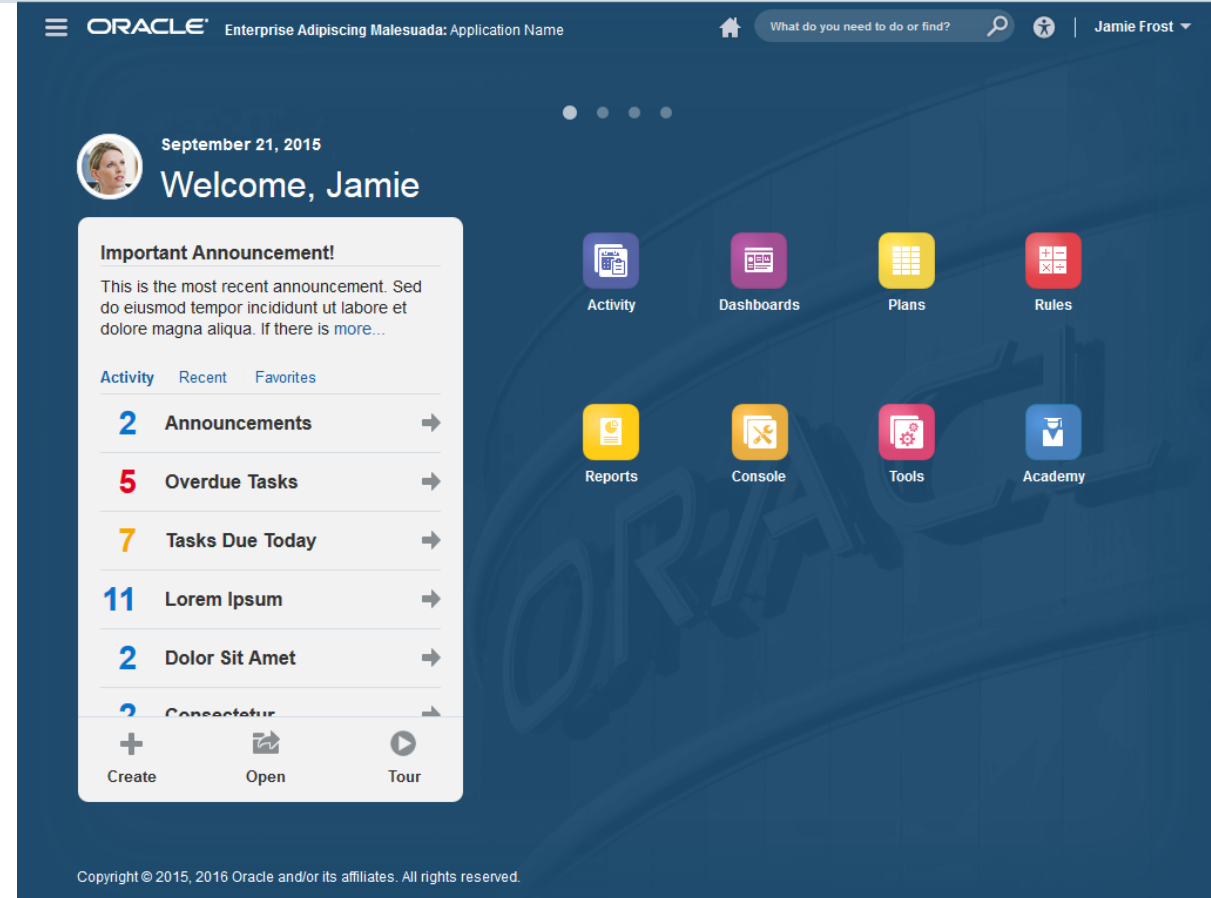 ORACLE® Enterprise Adipiscing Malesuada: Application Name
What do you need to do or find?
Jamie Frost
September 21, 2015
Welcome, Jamie
Important Announcement!
This is the most recent announcement. Sed
do eiusmod tempor incididunt ut labore et
dolore magna aliqua. If there is more...
Activity Recent Favorites
2 Announcements
5 Overdue Tasks
7 Tasks Due Today
11 Lorem Ipsum
2 Dolor Sit Amet
2 Consectetur
Create Open Tour
Activity Dashboards Plans Rules
Reports Console Tools Academy
ORACL
Copyright © 2015, 2016 Oracle and/or its affiliates. All rights reserved.